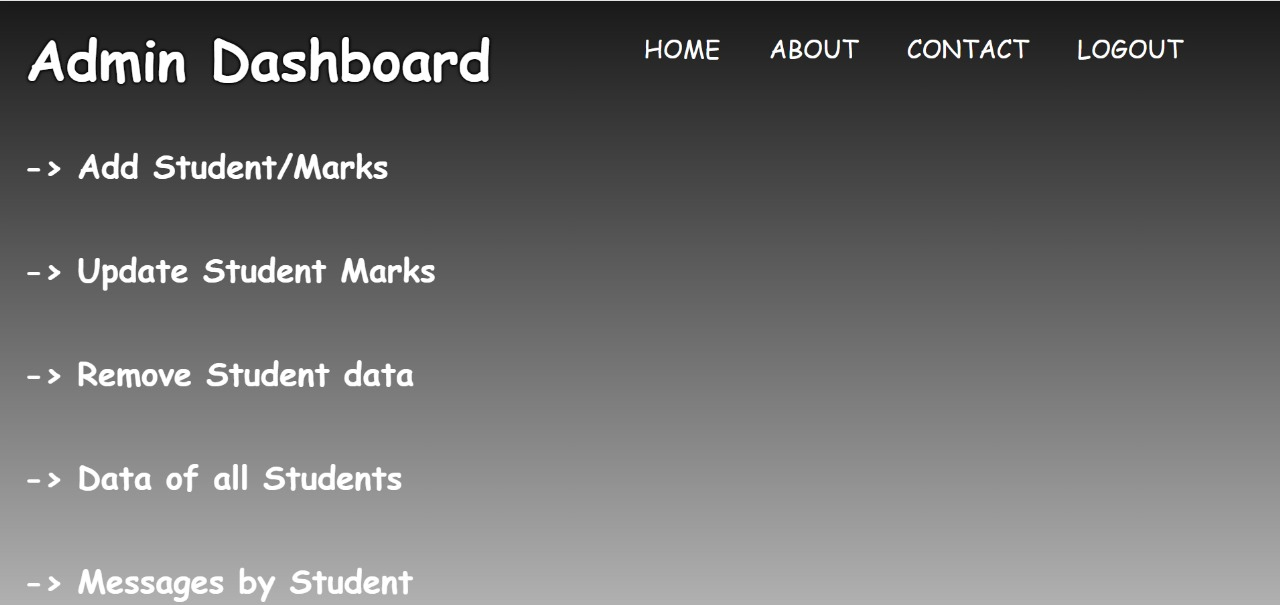 Admin Dashboard
HOME ABOUT CONTACT LOGOUT
-> Add Student/Marks
-> Update Student Marks
-> Remove Student data
-> Data of all Students
-> Messages by Student